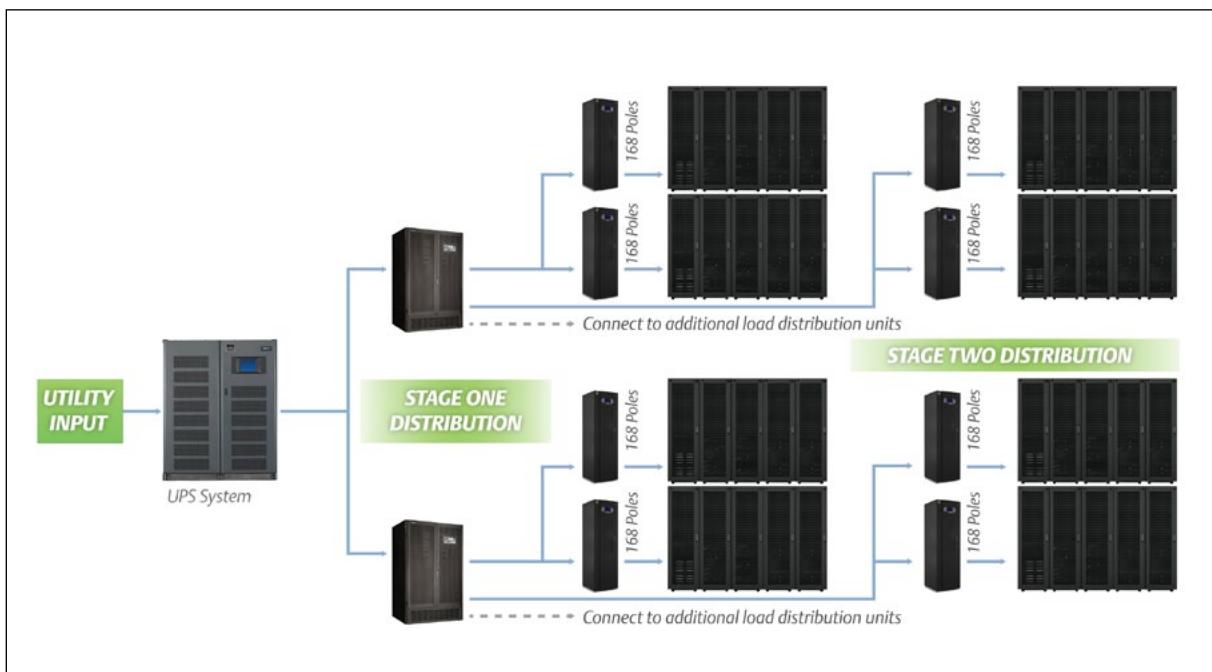 168 Poles
168 Poles
168 Poles
168 Poles
Connect to additional load distribution units
STAGE TWO DISTRIBUTION
UTILITY
INPUT
UPS System
STAGE ONE
DISTRIBUTION
168 Poles
168 Poles
168 Poles
168 Poles
Connect to additional load distribution units